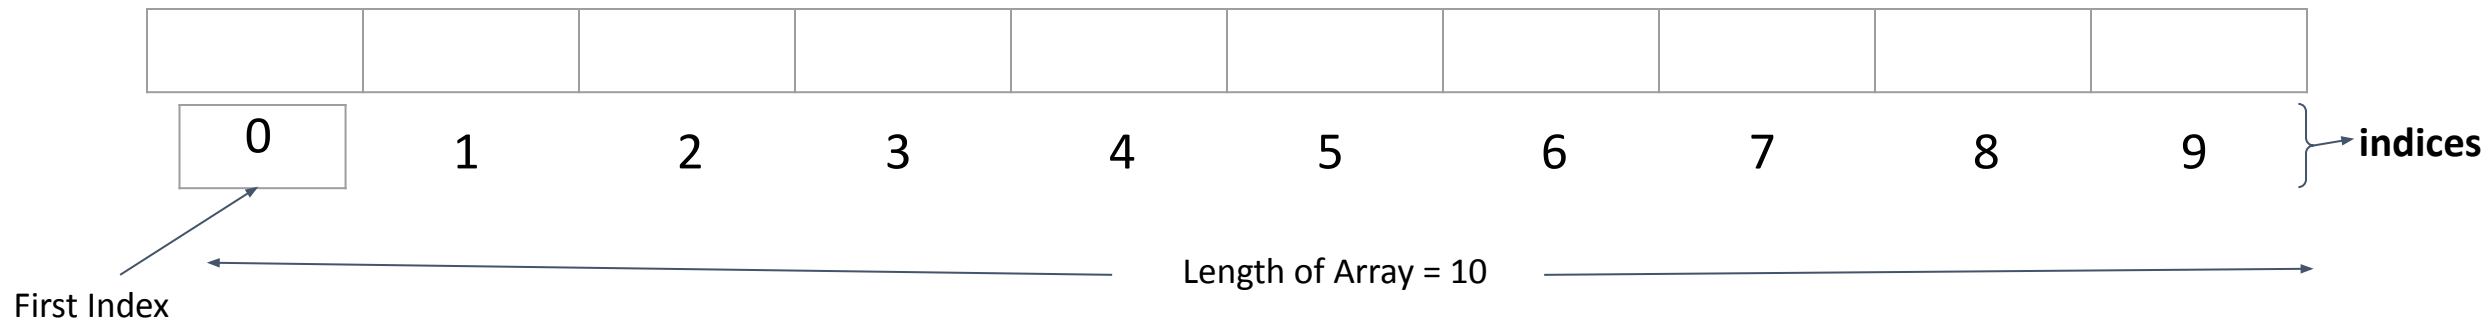 0 1 2 3 4 5 6 7 8 9 indices
Length of Array = 10
First Index